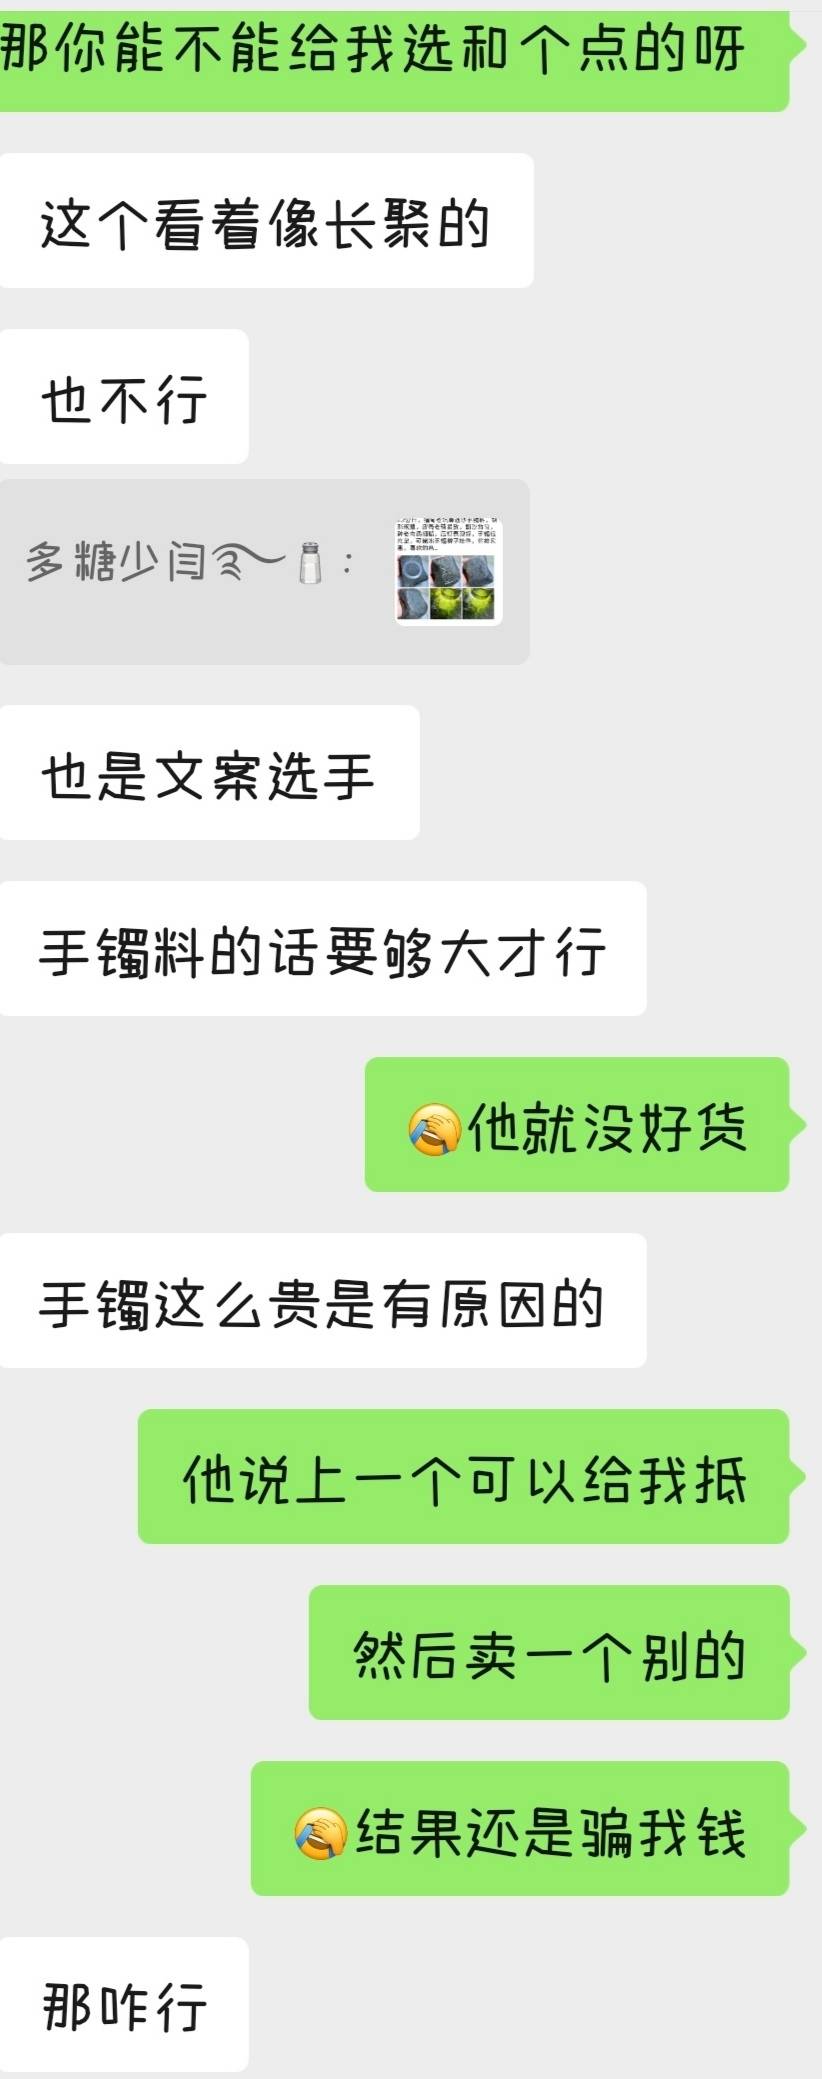 那你能不能给我选和个点的呀
这个看着像长聚的
也不行
多糖少闫࿐🧂：
也是文案选手
手镯料的话要够大才行
🤦他就没好货
手镯这么贵是有原因的
他说上一个可以给我抵
然后卖一个别的
🤦结果还是骗我钱
那咋行